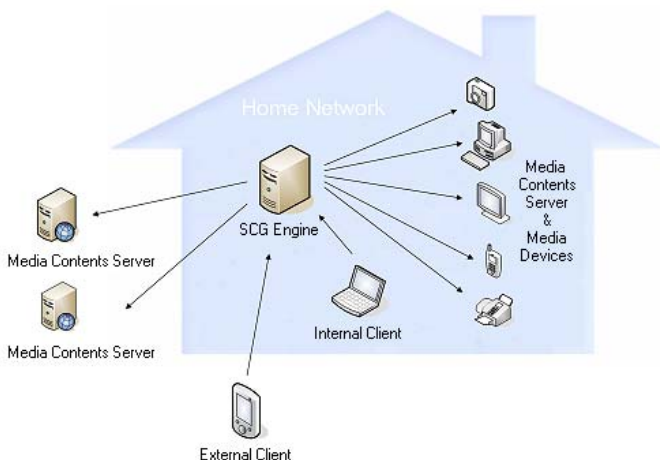 Home Network
SCG Engine
Media
Contents
Server
&
Media
Devices
Media Contents Server
Media Contents Server
Internal Client
External Client